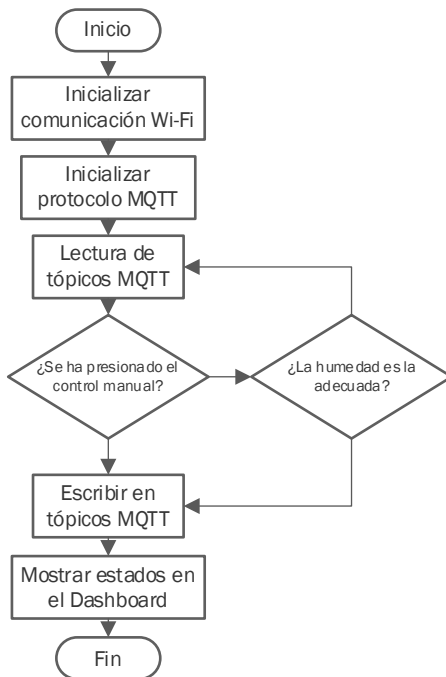 Inicio
Inicializar
comunicación Wi-Fi
Inicializar
protocolo MQTT
Lectura de
tópicos MQTT
¿Se ha presionado el
control manual?
¿La humedad es la
adecuada?
Escribir en
tópicos MQTT
Mostrar estados en
el Dashboard
Fin